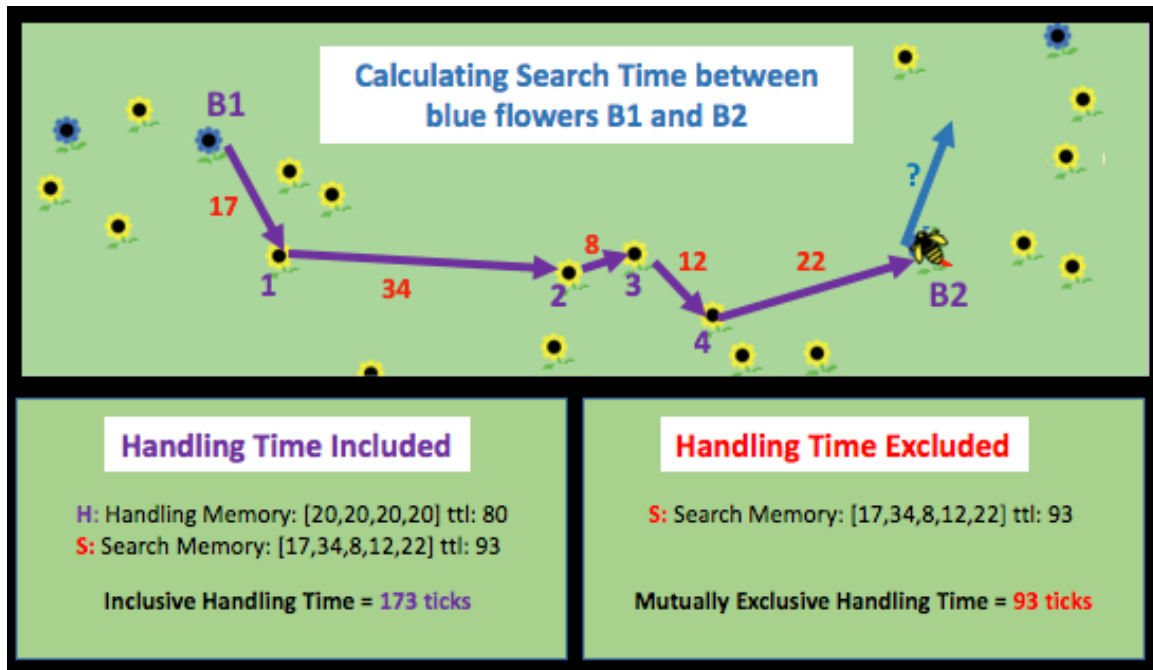 Calculating Search Time between
blue flowers B1 and B2
B1
17
1
34
2
8
3
12
4
22
?
B2
Handling Time Included
H: Handling Memory: [20,20,20,20] ttl: 80
S: Search Memory: [17,34,8,12,22] ttl: 93
Inclusive Handling Time = 173 ticks
Handling Time Excluded
S: Search Memory: [17,34,8,12,22] ttl: 93
Mutually Exclusive Handling Time = 93 ticks